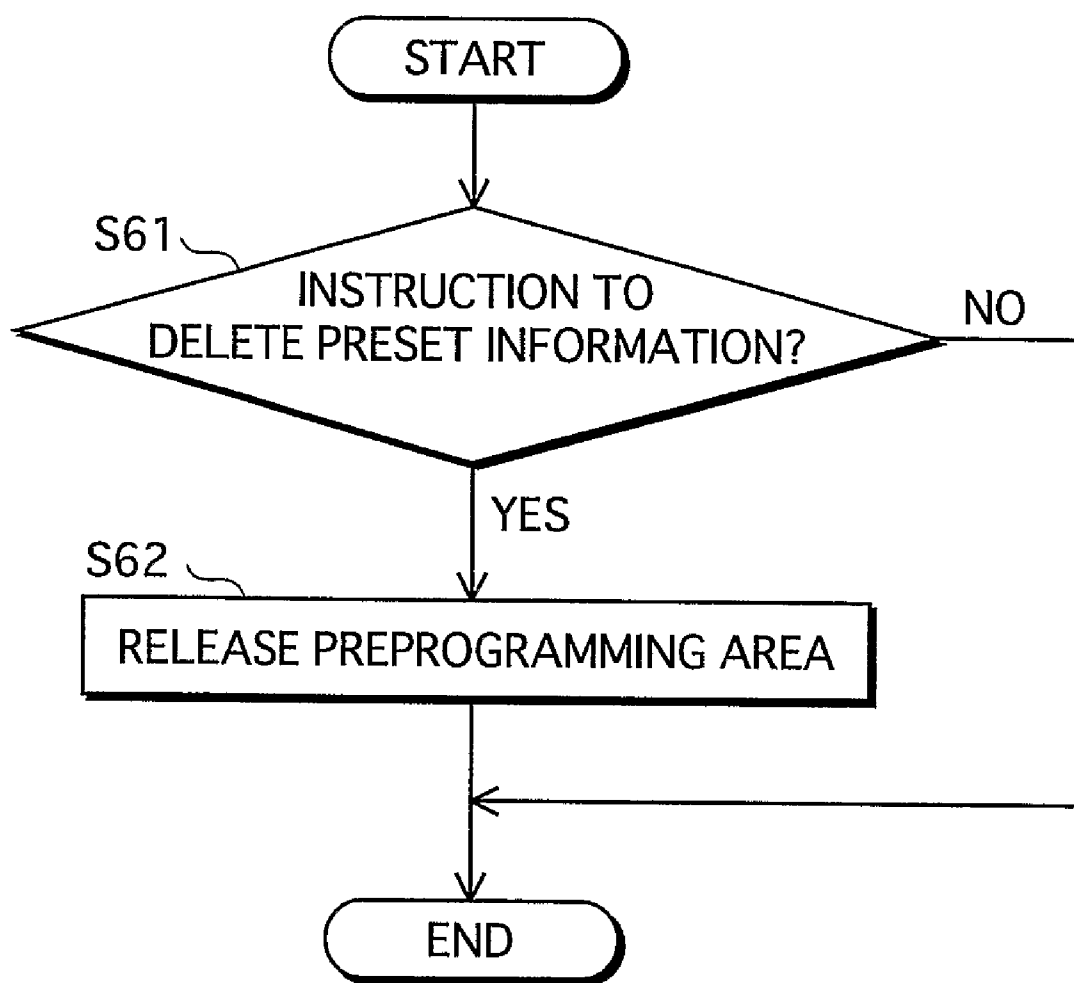 START
S61
INSTRUCTION TO
DELETE PRESET INFORMATION?
NO
YES
S62
RELEASE PREPROGRAMMING AREA
END